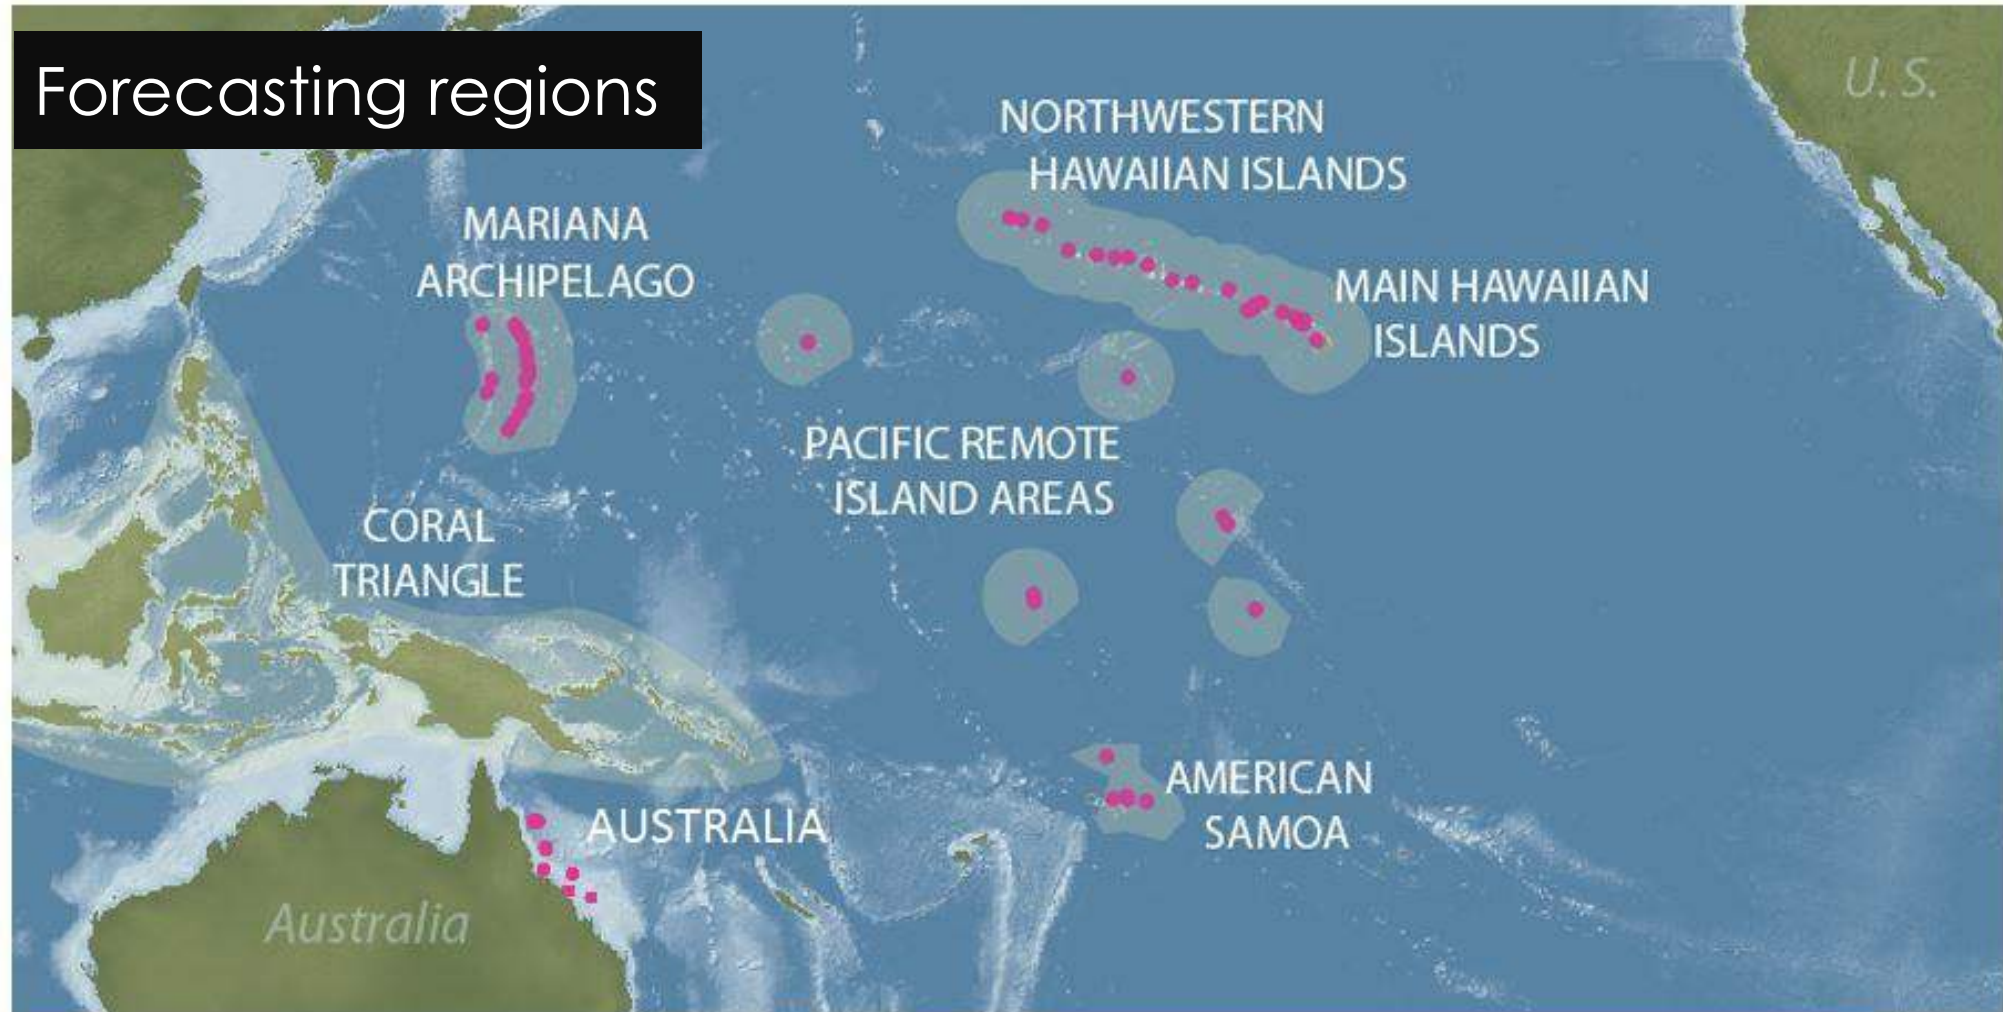 Forecasting regions
U. S.
NORTHWESTERN
HAWAIIAN ISLANDS
MARIANA
ARCHIPELAGO
MAIN HAWAIIAN
ISLANDS
PACIFIC REMOTE
ISLAND AREAS
CORAL
TRIANGLE
AMERICAN
SAMOA
AUSTRALIA
Australia